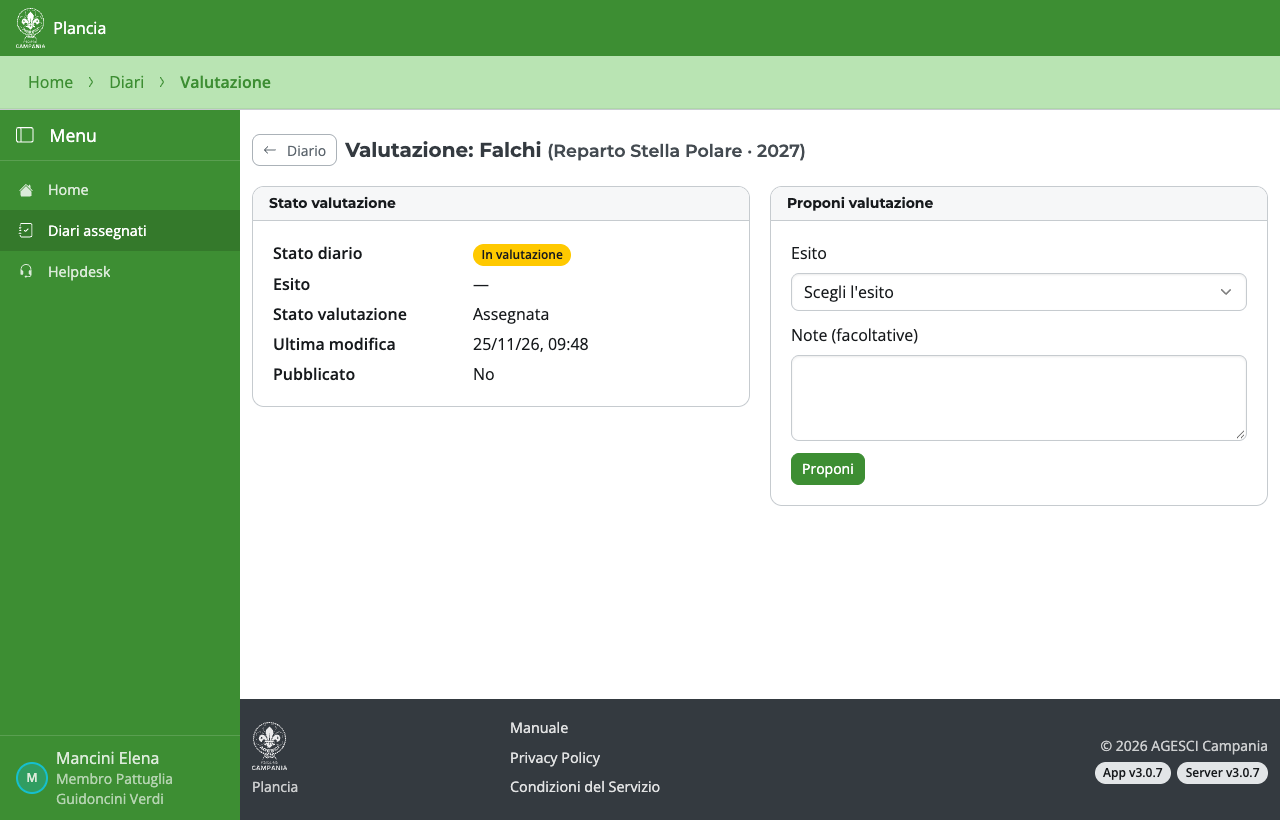 CAMPANIA
Plancia
Home
Diari
Valutazione
Menu
Home
Diari assegnati
Helpdesk
Diario
Valutazione: Falchi (Reparto Stella Polare · 2027)
Stato valutazione
Stato diario
In valutazione
Esito
—
Stato valutazione
Assegnata
Ultima modifica
25/11/26, 09:48
Pubblicato
No
Proponi valutazione
Esito
Scegli l'esito
Note (facoltative)
Proponi
M
Mancini Elena
Membro Pattuglia
Guidoncini Verdi
CAMPANIA
Plancia
Manuale
Privacy Policy
Condizioni del Servizio
© 2026 AGESCI Campania
App v3.0.7
Server v3.0.7